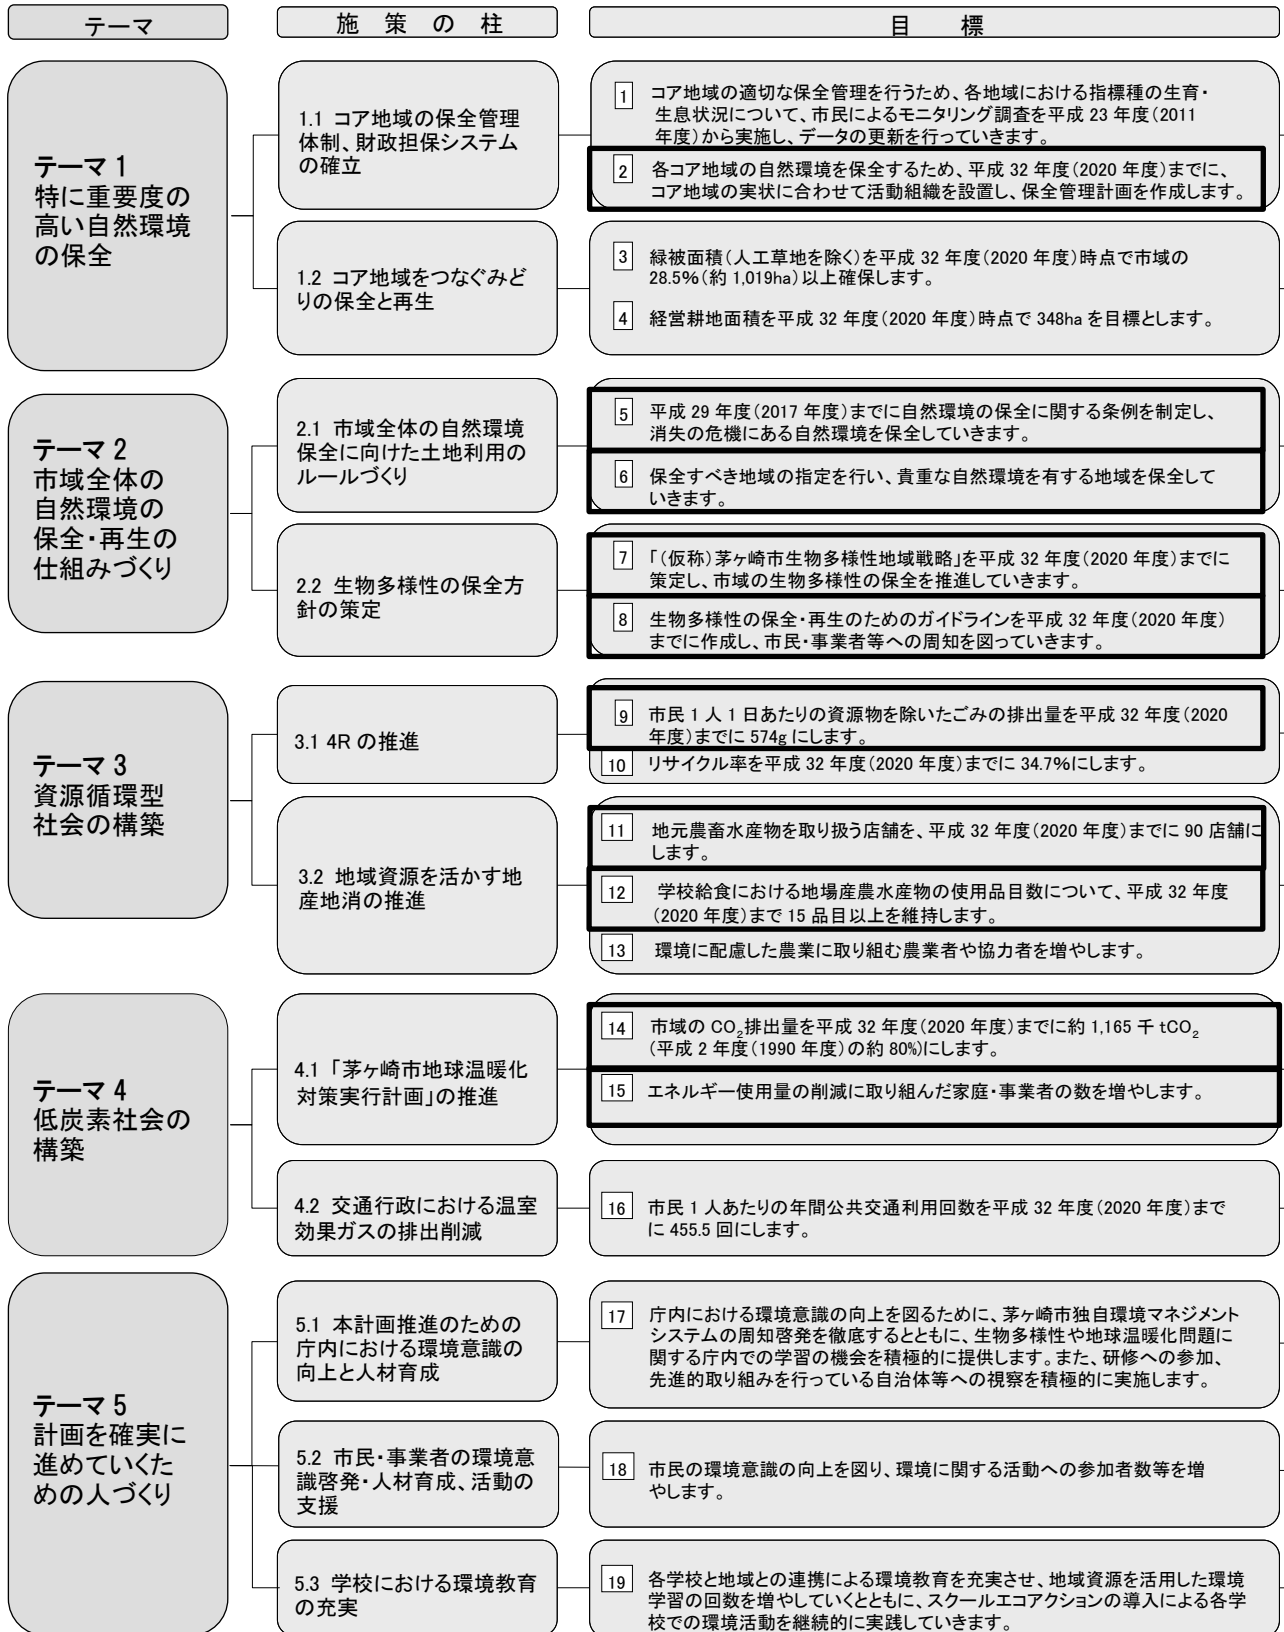 テーマ
施 策 の 柱
目 標
テーマ 1
特に重要度の
高い自然環境
の保全
1.1 コア地域の保全管理
体制、財政担保システム
の確立
1 コア地域の適切な保全管理を行うため、各地域における指標種の生育・
生息状況について、市民によるモニタリング調査を平成 23 年度(2011
年度)から実施し、データの更新を行っていきます。
2 各コア地域の自然環境を保全するため、平成 32 年度(2020 年度)までに、
コア地域の実状に合わせて活動組織を設置し、保全管理計画を作成します。
1.2 コア地域をつなぐみど
りの保全と再生
3 緑被面積(人工草地を除く)を平成 32 年度(2020 年度)時点で市域の
28.5%(約 1,019ha)以上確保します。
4 経営耕地面積を平成 32 年度(2020 年度)時点で 348ha を目標とします。
テーマ 2
市域全体の
自然環境の
保全・再生の
仕組みづくり
2.1 市域全体の自然環境
保全に向けた土地利用の
ルールづくり
5 平成 29 年度(2017 年度)までに自然環境の保全に関する条例を制定し、
消失の危機にある自然環境を保全していきます。
6 保全すべき地域の指定を行い、貴重な自然環境を有する地域を保全して
いきます。
2.2 生物多様性の保全方
針の策定
7 「(仮称)茅ヶ崎市生物多様性地域戦略」を平成 32 年度(2020 年度)までに
策定し、市域の生物多様性の保全を推進していきます。
8 生物多様性の保全・再生のためのガイドラインを平成 32 年度(2020 年度)
までに作成し、市民・事業者等への周知を図っていきます。
テーマ 3
資源循環型
社会の構築
3.1 4R の推進
9 市民 1 人 1 日あたりの資源物を除いたごみの排出量を平成 32 年度(2020
年度)までに 574g にします。
10 リサイクル率を平成 32 年度(2020 年度)までに 34.7%にします。
3.2 地域資源を活かす地
産地消の推進
11 地元農畜水産物を取り扱う店舗を、平成 32 年度(2020 年度)までに 90 店舗に
します。
12 学校給食における地場産農水産物の使用品目数について、平成 32 年度
(2020 年度)まで 15 品目以上を維持します。
13 環境に配慮した農業に取り組む農業者や協力者を増やします。
テーマ 4
低炭素社会の
構築
4.1 「茅ヶ崎市地球温暖化
対策実行計画」の推進
14 市域の CO₂排出量を平成 32 年度(2020 年度)までに約 1,165 千 tCO₂
(平成 2 年度(1990 年度)の約 80%)にします。
15 エネルギー使用量の削減に取り組んだ家庭・事業者の数を増やします。
4.2 交通行政における温室
効果ガスの排出削減
16 市民 1 人あたりの年間公共交通利用回数を平成 32 年度(2020 年度)まで
に 455.5 回にします。
テーマ 5
計画を確実に
進めていくた
めの人づくり
5.1 本計画推進のための
庁内における環境意識の
向上と人材育成
17 庁内における環境意識の向上を図るために、茅ヶ崎市独自環境マネジメント
システムの周知啓発を徹底するとともに、生物多様性や地球温暖化問題に
関する庁内での学習の機会を積極的に提供します。また、研修への参加、
先進的取り組みを行っている自治体等への視察を積極的に実施します。
5.2 市民・事業者の環境意
識啓発・人材育成、活動の
支援
18 市民の環境意識の向上を図り、環境に関する活動への参加者数等を増
やします。
5.3 学校における環境教育
の充実
19 各学校と地域との連携による環境教育を充実させ、地域資源を活用した環境
学習の回数を増やしていくとともに、スクールエコアクションの導入による各学
校での環境活動を継続的に実践していきます。